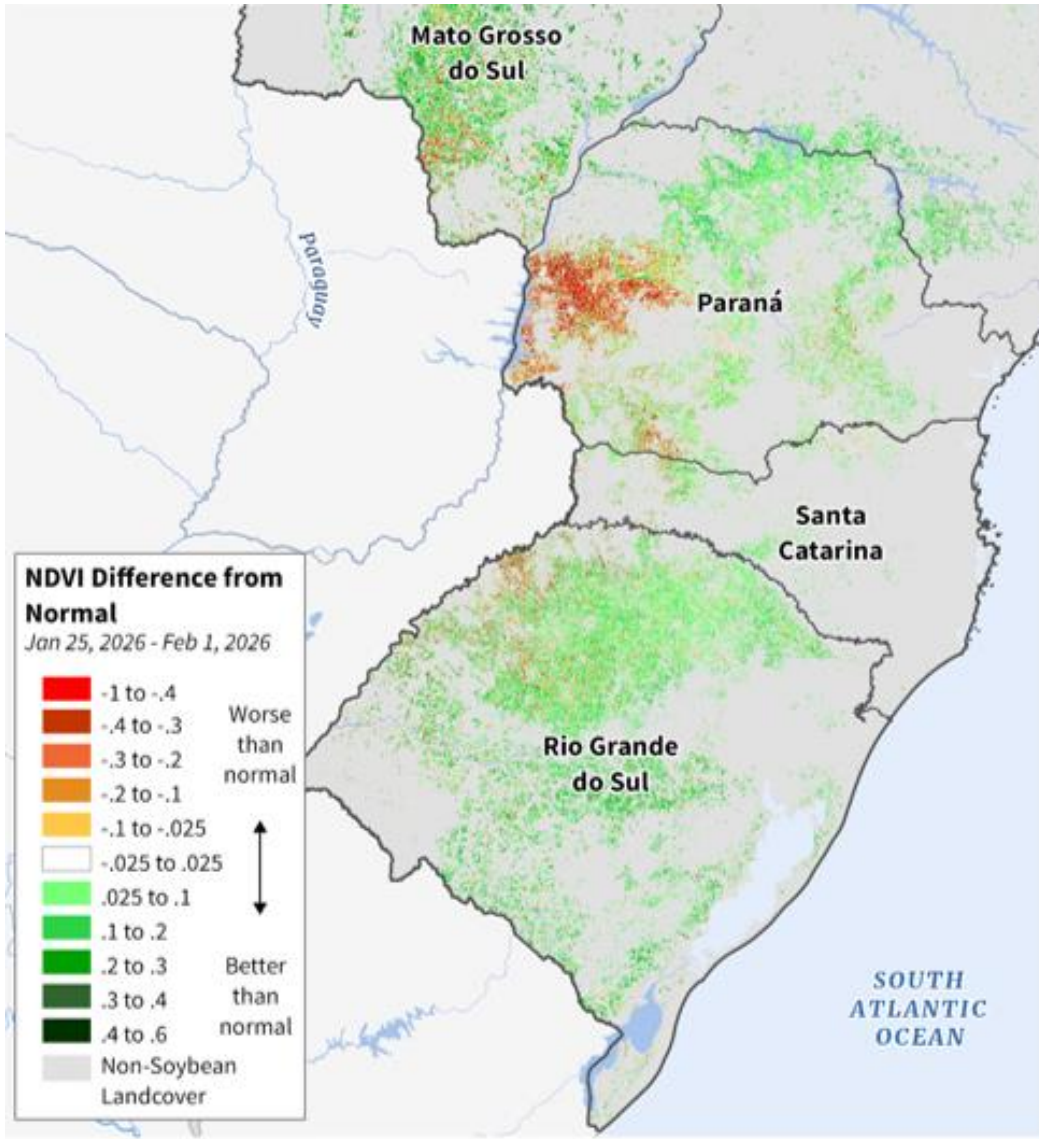 Mato Grosso
do Sul
Paraguay
Paraná
Santa
Catarina
Rio Grande
do Sul
SOUTH
ATLANTIC
OCEAN
NDVI Difference from
Normal
Jan 25, 2026 - Feb 1, 2026
-1 to -.4
-.4 to -.3
-.3 to -.2
-.2 to -.1
-.1 to -.025
-.025 to .025
.025 to .1
.1 to .2
.2 to .3
.3 to .4
.4 to .6
Non-Soybean
Landcover
Worse
than
normal
Better
than
normal